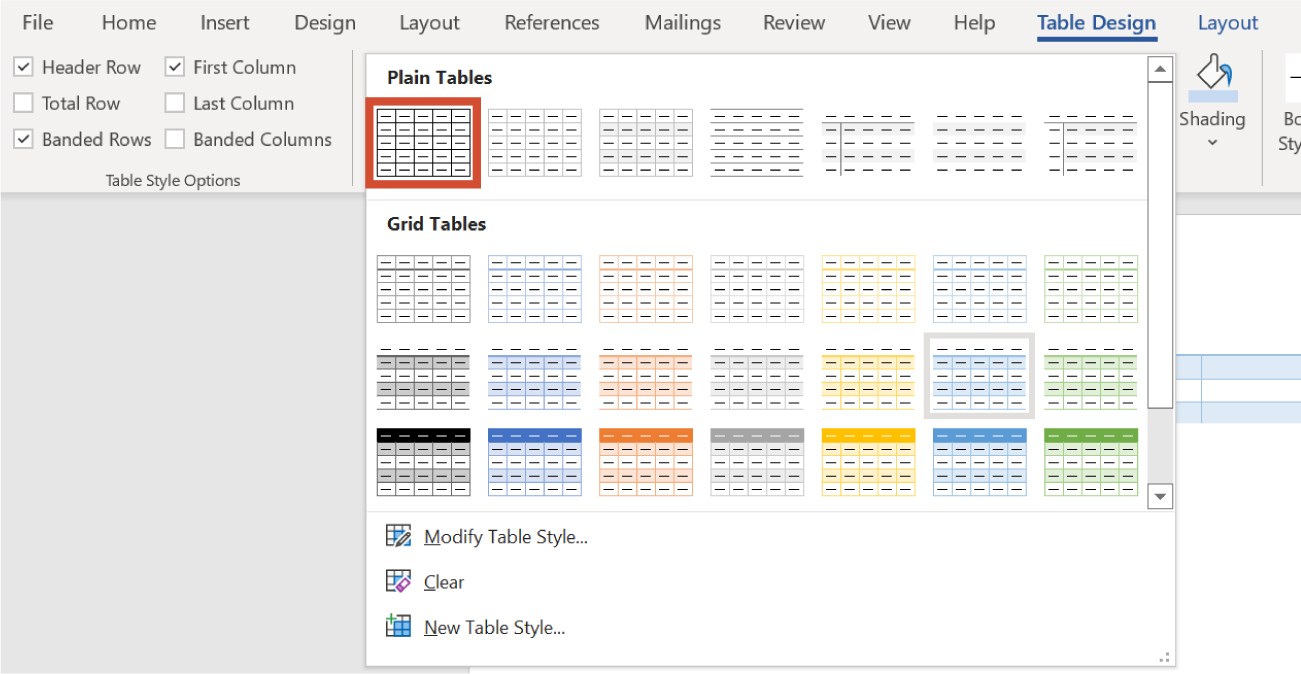 File Home Insert Design Layout References Mailings Review View Help Table Design Layout
Header Row First Column
Total Row Last Column
Banded Rows Banded Columns
Table Style Options
Plain Tables
Grid Tables
Modify Table Style...
Clear
New Table Style...
Shading